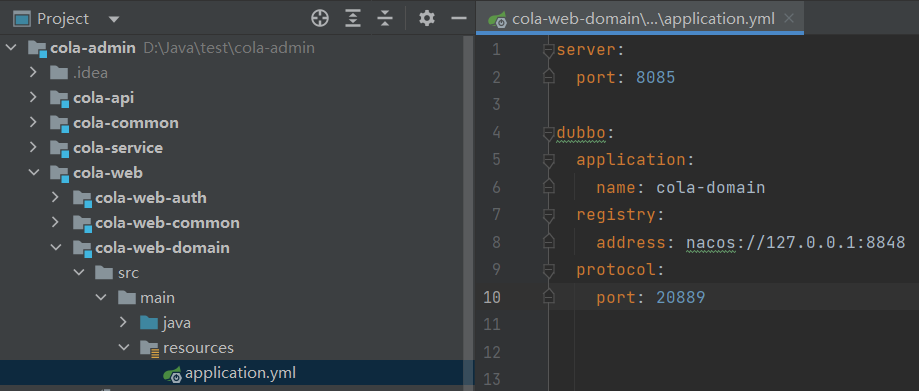 Project
cola-admin D:\Java\test\cola-admin
.idea
cola-api
cola-common
cola-service
cola-web
cola-web-auth
cola-web-common
cola-web-domain
src
main
java
resources
application.yml
cola-web-domain\...\application.yml
1 server:
2 port: 8085
3
4 dubbo:
5 application:
6 name: cola-domain
7 registry:
8 address: nacos://127.0.0.1:8848
9 protocol:
10 port: 20889
11
12
13